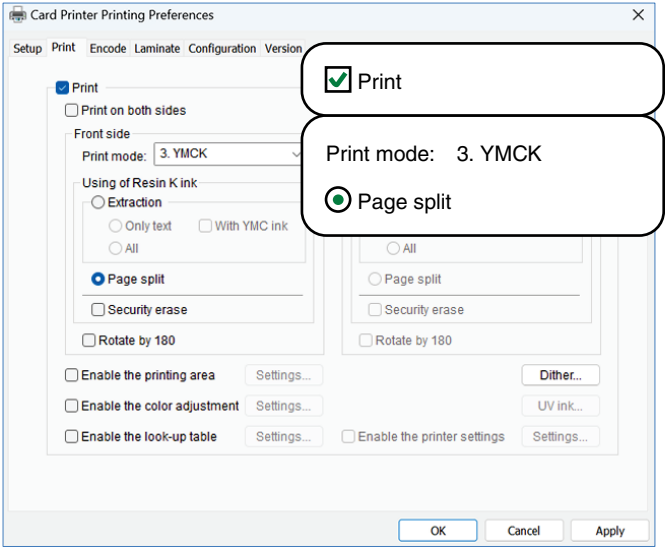 Card Printer Printing Preferences
Setup Print Encode Laminate Configuration Version
Print
Print
Print on both sides
Front side
Print mode: 3. YMCK
Print mode: 3. YMCK
Page split
Using of Resin K ink
Extraction
Only text With YMC ink
All All
Page split Page split
Security erase Security erase
Rotate by 180 Rotate by 180
Enable the printing area Settings... Dither...
Enable the color adjustment Settings... UV ink...
Enable the look-up table Settings... Enable the printer settings Settings...
OK Cancel Apply